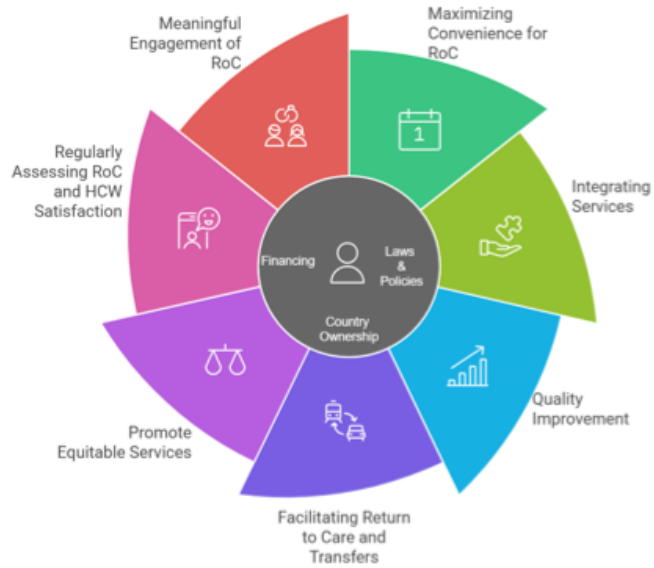 Meaningful
Engagement of
RoC
Maximizing
Convenience for
RoC
1
Regularly
Assessing RoC
and HCW
Satisfaction
Integrating
Services
Financing
Laws
&
Policies
Country
Ownership
Quality
Improvement
Promote
Equitable Services
Facilitating Return
to Care and
Transfers